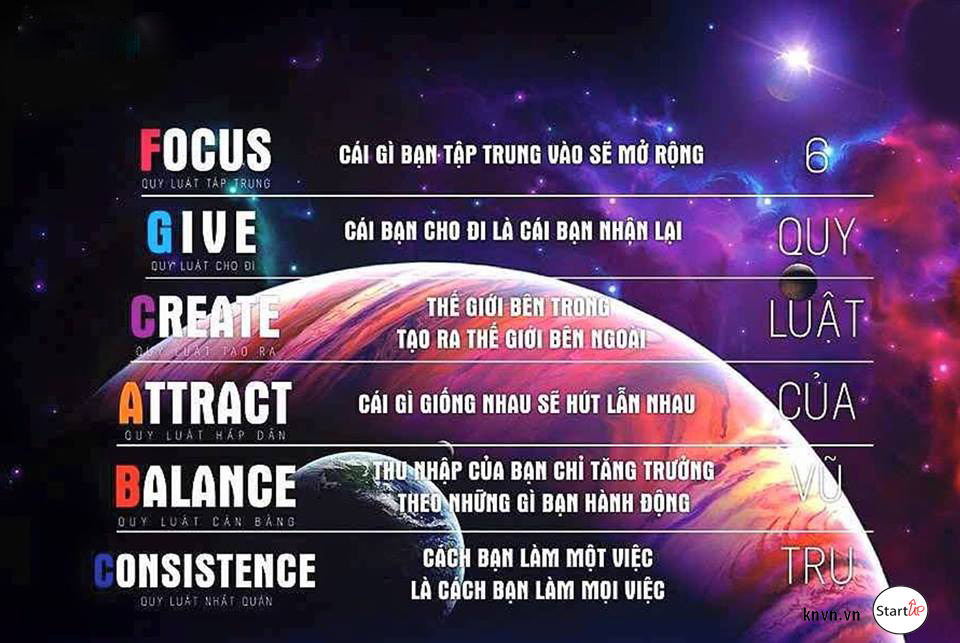 FOCUS
QUY LUẬT TẬP TRUNG
CÁI GÌ BẠN TẬP TRUNG VÀO SẼ MỞ RỘNG
6
GIVE
QUY LUẬT CHO ĐI
CÁI BẠN CHO ĐI LÀ CÁI BẠN NHẬN LẠI
QUY
CREATE
QUY LUẬT TẠO RA
THẾ GIỚI BÊN TRONG
TẠO RA THẾ GIỚI BÊN NGOÀI
LUẬT
ATTRACT
QUY LUẬT HẤP DẪN
CÁI GÌ GIỐNG NHAU SẼ HÚT LẪN NHAU
CỦA
BALANCE
QUY LUẬT CÂN BẰNG
THU NHẬP CỦA BẠN CHỈ TĂNG TRƯỞNG
THEO NHỮNG GÌ BẠN HÀNH ĐỘNG
VŨ
CONSISTENCE
QUY LUẬT NHẤT QUÁN
CÁCH BẠN LÀM MỘT VIỆC
LÀ CÁCH BẠN LÀM MỌI VIỆC
TRỤ
knvn.vn
StartUp